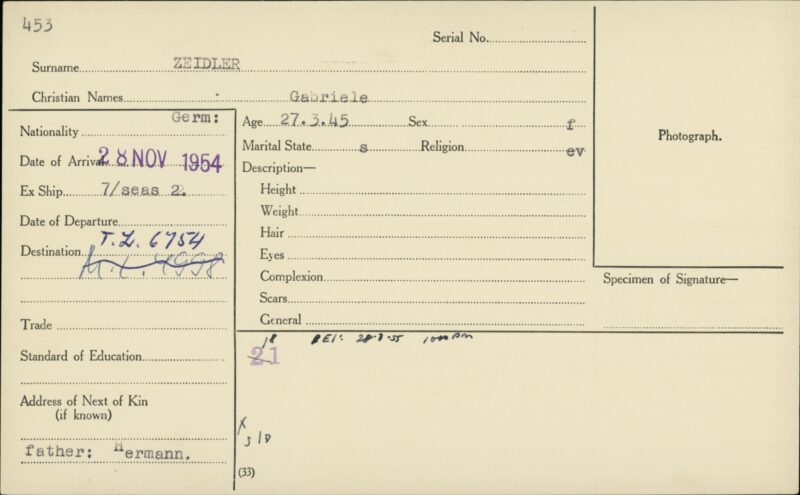 453
Serial No.
Surname ZEIDLER
Christian Names Gabriele
Nationality Germ:
Date of Arrival 28 NOV 1954
Ex Ship 7/seas 2.
Date of Departure
T.L. 6754
Destination
Trade
Standard of Education
Address of Next of Kin
(if known)
father: Hermann.
Age 27.3.45 Sex f
Marital State s Religion ev
Description—
Height
Weight
Hair
Eyes
Complexion
Scars
General
21
(33)
Photograph.
Specimen of Signature—